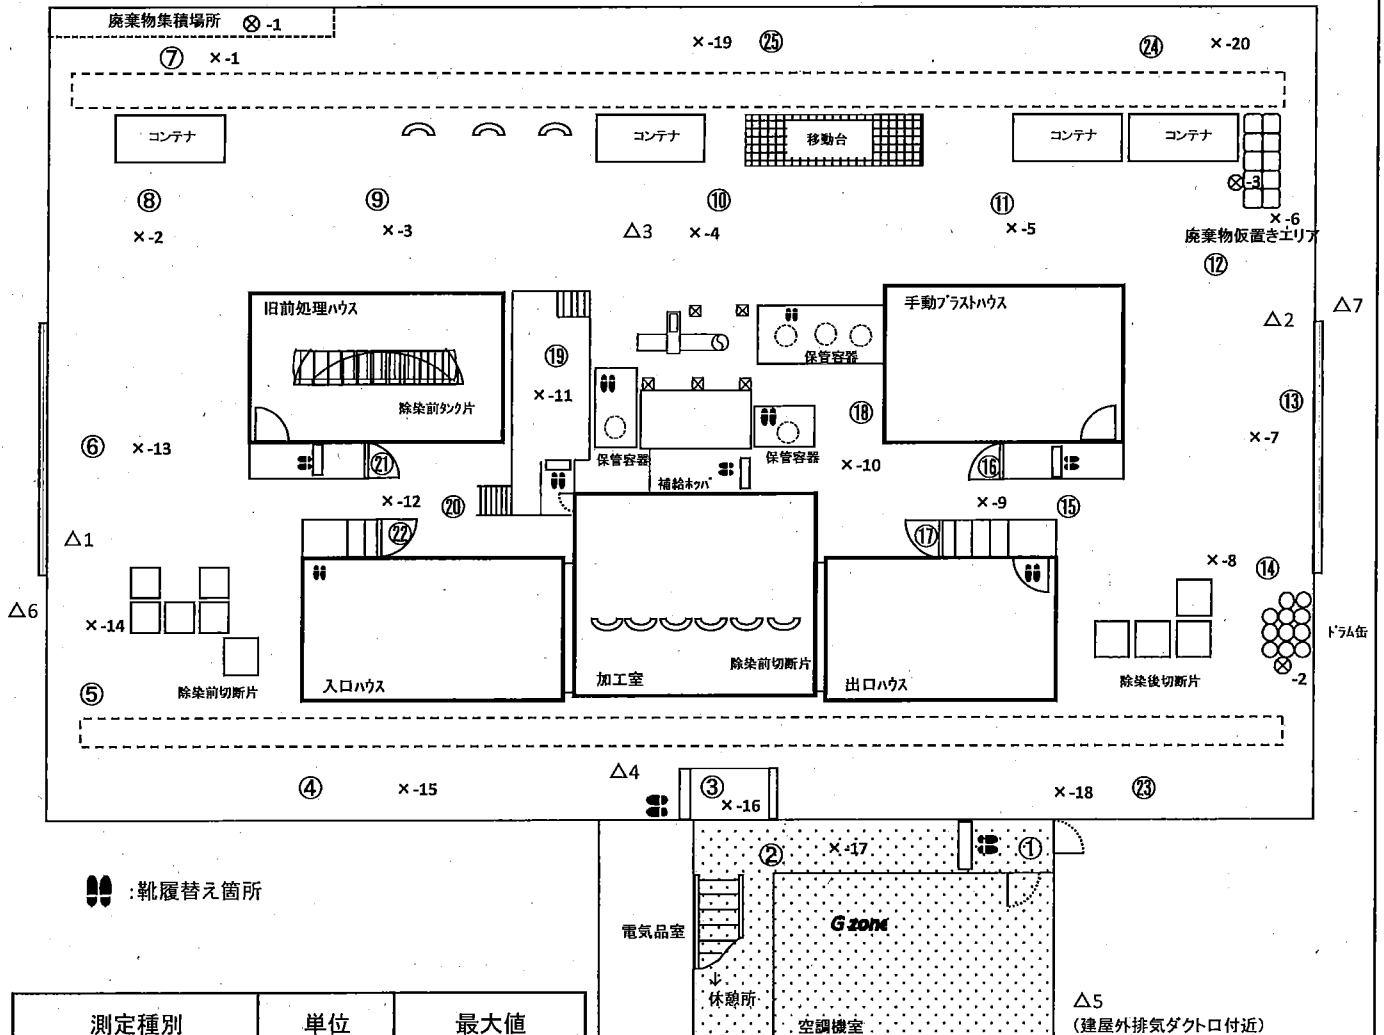 廃棄物集積場所 ⊗-1
⑦ ×-1
×-19 ㉕
㉔ ×-20
コンテナ
コンテナ
移動台
コンテナ
コンテナ
⊗-3
⑧
⑨
⑩
⑪
×-2
×-3
△3
×-4
×-5
×-6
廃棄物仮置きエリア
⑫
旧前処理ハウス
手動ブラストハウス
△2
△7
保管容器
⑲
×-11
除染前タンク片
⑱
⑬
⑥
×-13
㉑
保管容器
保管容器
×-10
⑯
×-7
補給ホッパ
×-12
⑳
×-9
⑮
△1
㉒
⑰
×-8
⑭
△6
×-14
ドラム缶
除染前切断片
⑤
入口ハウス
加工室
除染前切断片
出口ハウス
除染後切断片
⊗-2
④
×-15
△4
③
×-16
×-18
㉓
②
×-17
①
:靴履替え箇所
電気品室
G zone
↓
休憩所
空調機室
△5
(建屋外排気ダクト口付近)
測定種別 単位 最大値